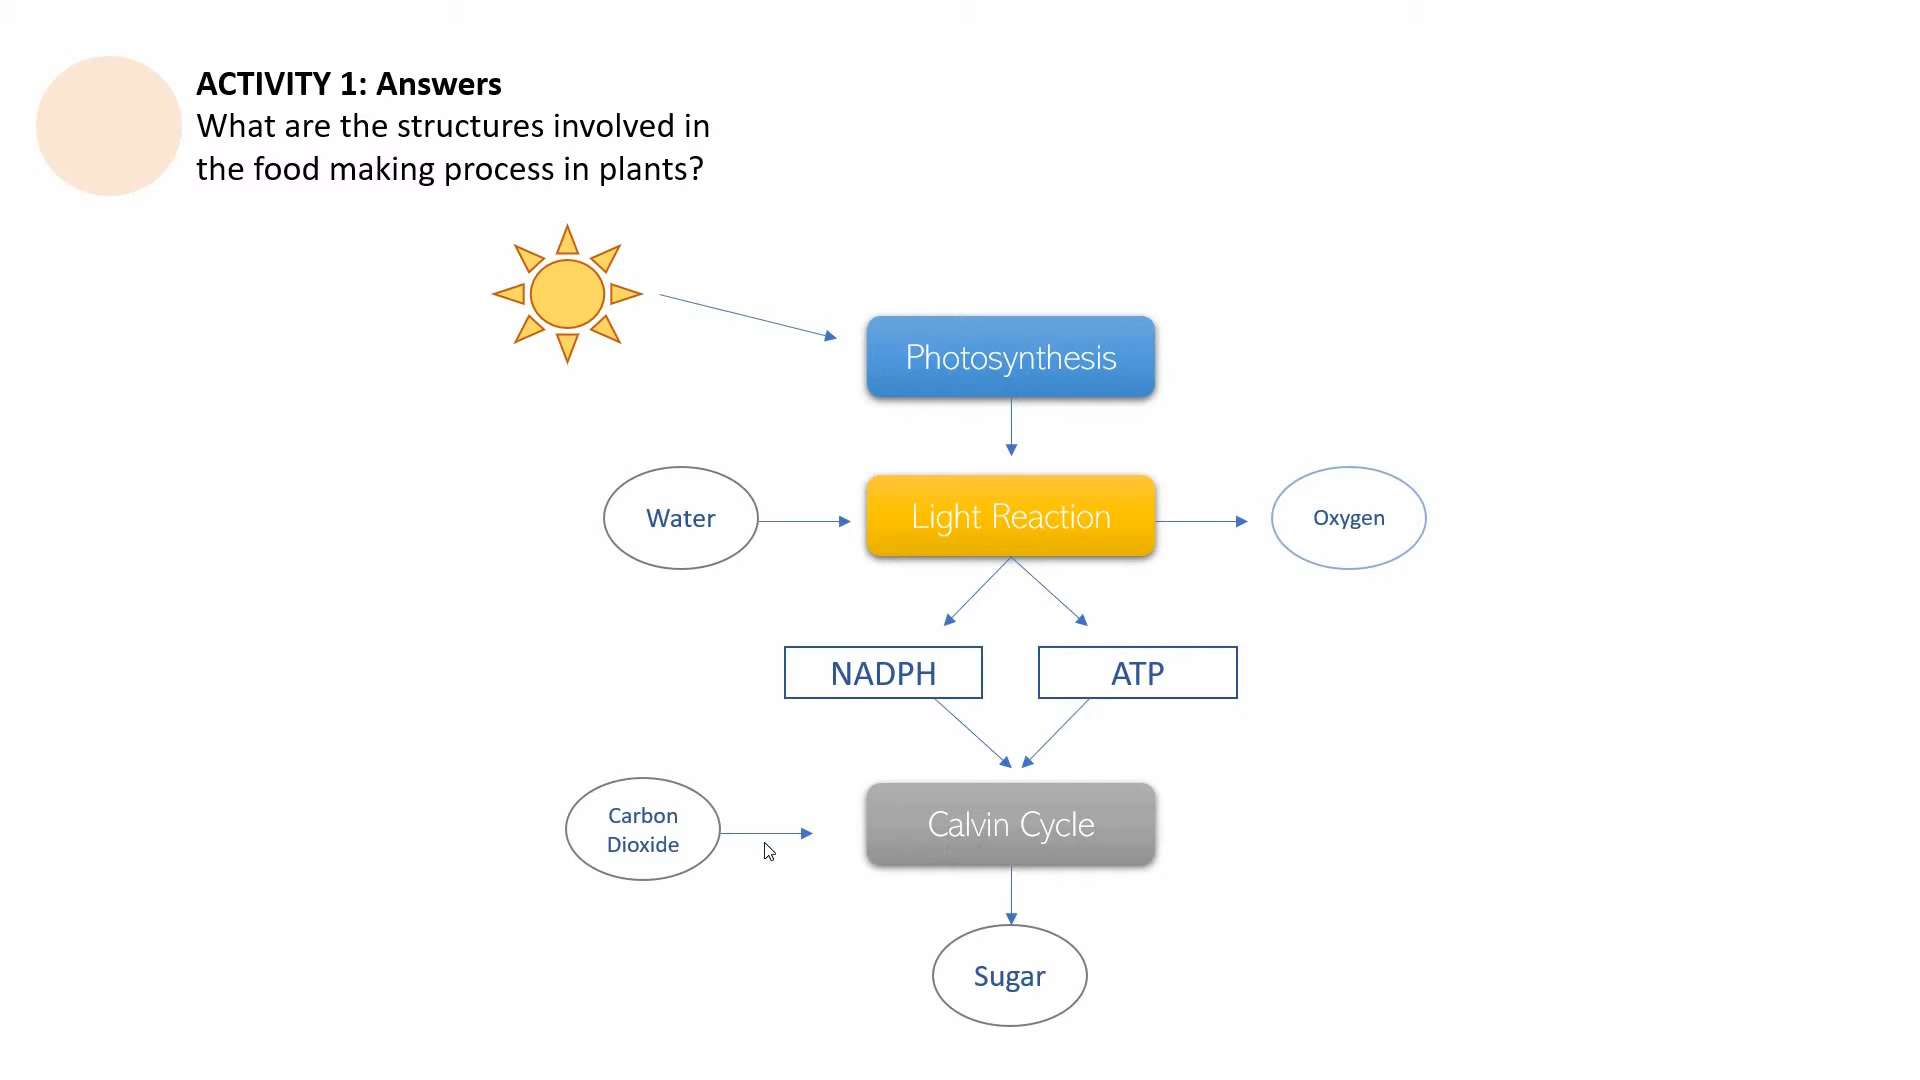 ACTIVITY 1: Answers
What are the structures involved in
the food making process in plants?
Photosynthesis
Water
Light Reaction
Oxygen
NADPH
ATP
Carbon
Dioxide
Calvin Cycle
Sugar